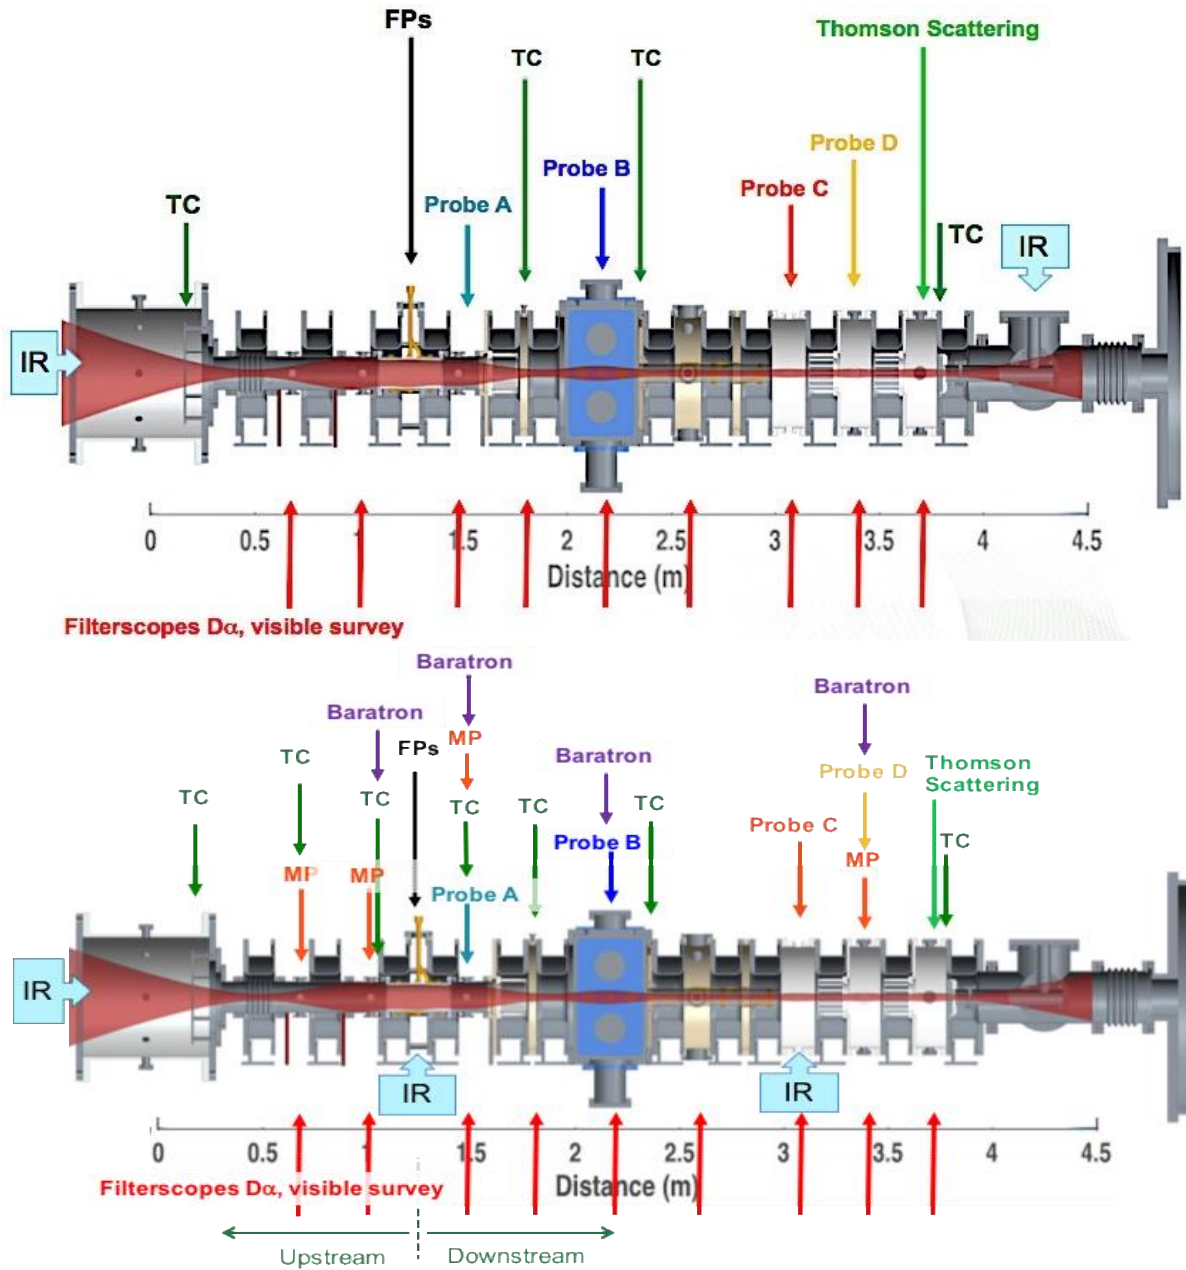 FPs
Thomson Scattering
TC
TC
Probe D
Probe B
Probe C
TC
Probe A
TC
IR
IR
0
0.5
1
1.5
2
2.5
3
3.5
4
4.5
Distance (m)
Filterscopes Dα, visible survey
Baratron
Baratron
Baratron
FPs
MP
TC
Baratron
Probe D
Thomson
Scattering
TC
TC
TC
TC
TC
Probe C
Probe B
TC
MP
MP
MP
Probe A
IR
IR
IR
0
0.5
1
1.5
2
2.5
3
3.5
4
4.5
Filterscopes Dα, visible survey
Distance (m)
Upstream
Downstream